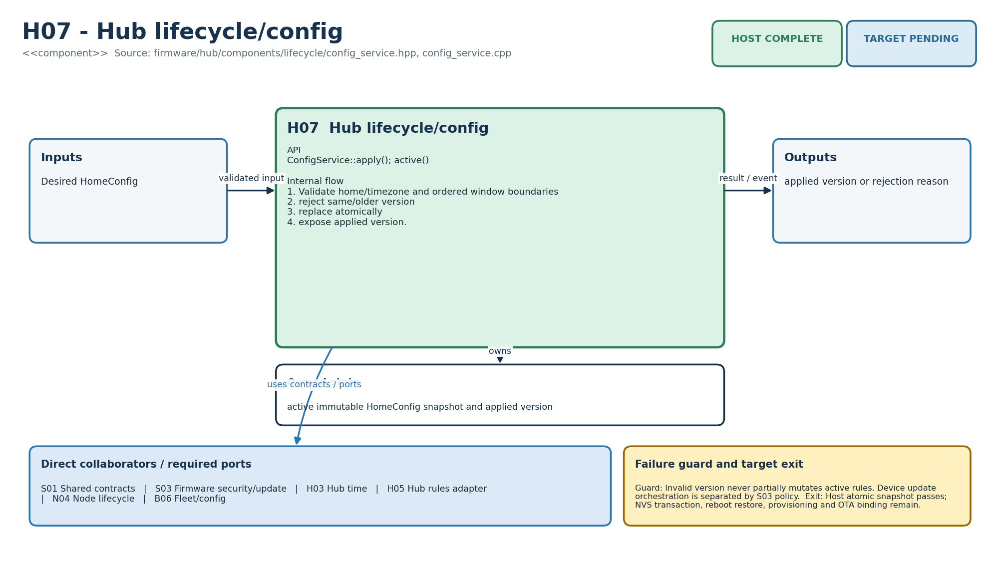 H07 - Hub lifecycle/config
<<component>>  Source: firmware/hub/components/lifecycle/config_service.hpp, config_service.cpp
HOST COMPLETE
TARGET PENDING
Inputs
Desired HomeConfig
validated input
H07  Hub lifecycle/config
API
ConfigService::apply(); active()
Internal flow
1. Validate home/timezone and ordered window boundaries
2. reject same/older version
3. replace atomically
4. expose applied version.
result / event
Outputs
applied version or rejection reason
owns
uses contracts / ports
active immutable HomeConfig snapshot and applied version
Direct collaborators / required ports
S01 Shared contracts   |   S03 Firmware security/update   |   H03 Hub time   |   H05 Hub rules adapter
|   N04 Node lifecycle   |   B06 Fleet/config
Failure guard and target exit
Guard: Invalid version never partially mutates active rules. Device update
orchestration is separated by S03 policy.  Exit: Host atomic snapshot passes;
NVS transaction, reboot restore, provisioning and OTA binding remain.